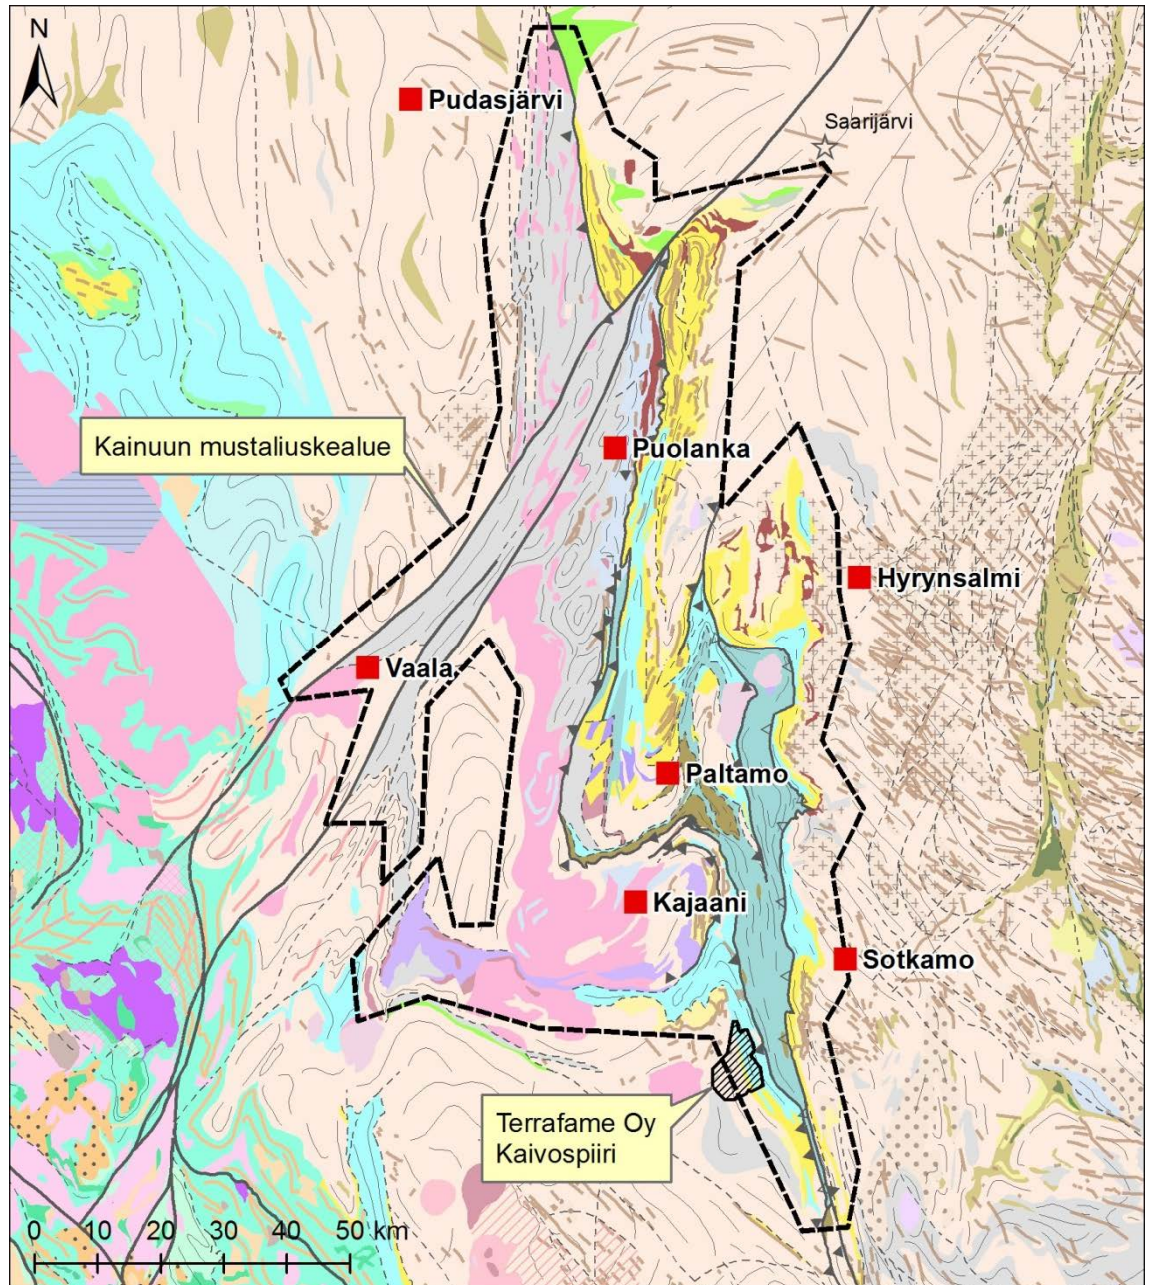 N
Pudasjärvi
Saarijärvi
Kainuun mustaliuskealue
Puolanka
Hyrynsalmi
Vaala
Paltamo
Kajaani
Sotkamo
Terrafame Oy
Kaivospiiri
0 10 20 30 40 50 km